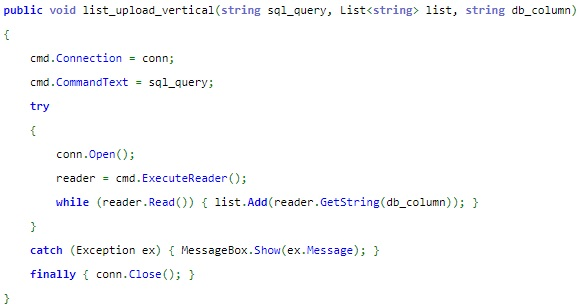 public void list_upload_vertical(string sql_query, List<string> list, string db_column)
{
cmd.Connection = conn;
cmd.CommandText = sql_query;
try
{
conn.Open();
reader = cmd.ExecuteReader();
while (reader.Read()) { list.Add(reader.GetString(db_column)); }
}
catch (Exception ex) { MessageBox.Show(ex.Message); }
finally { conn.Close(); }
}